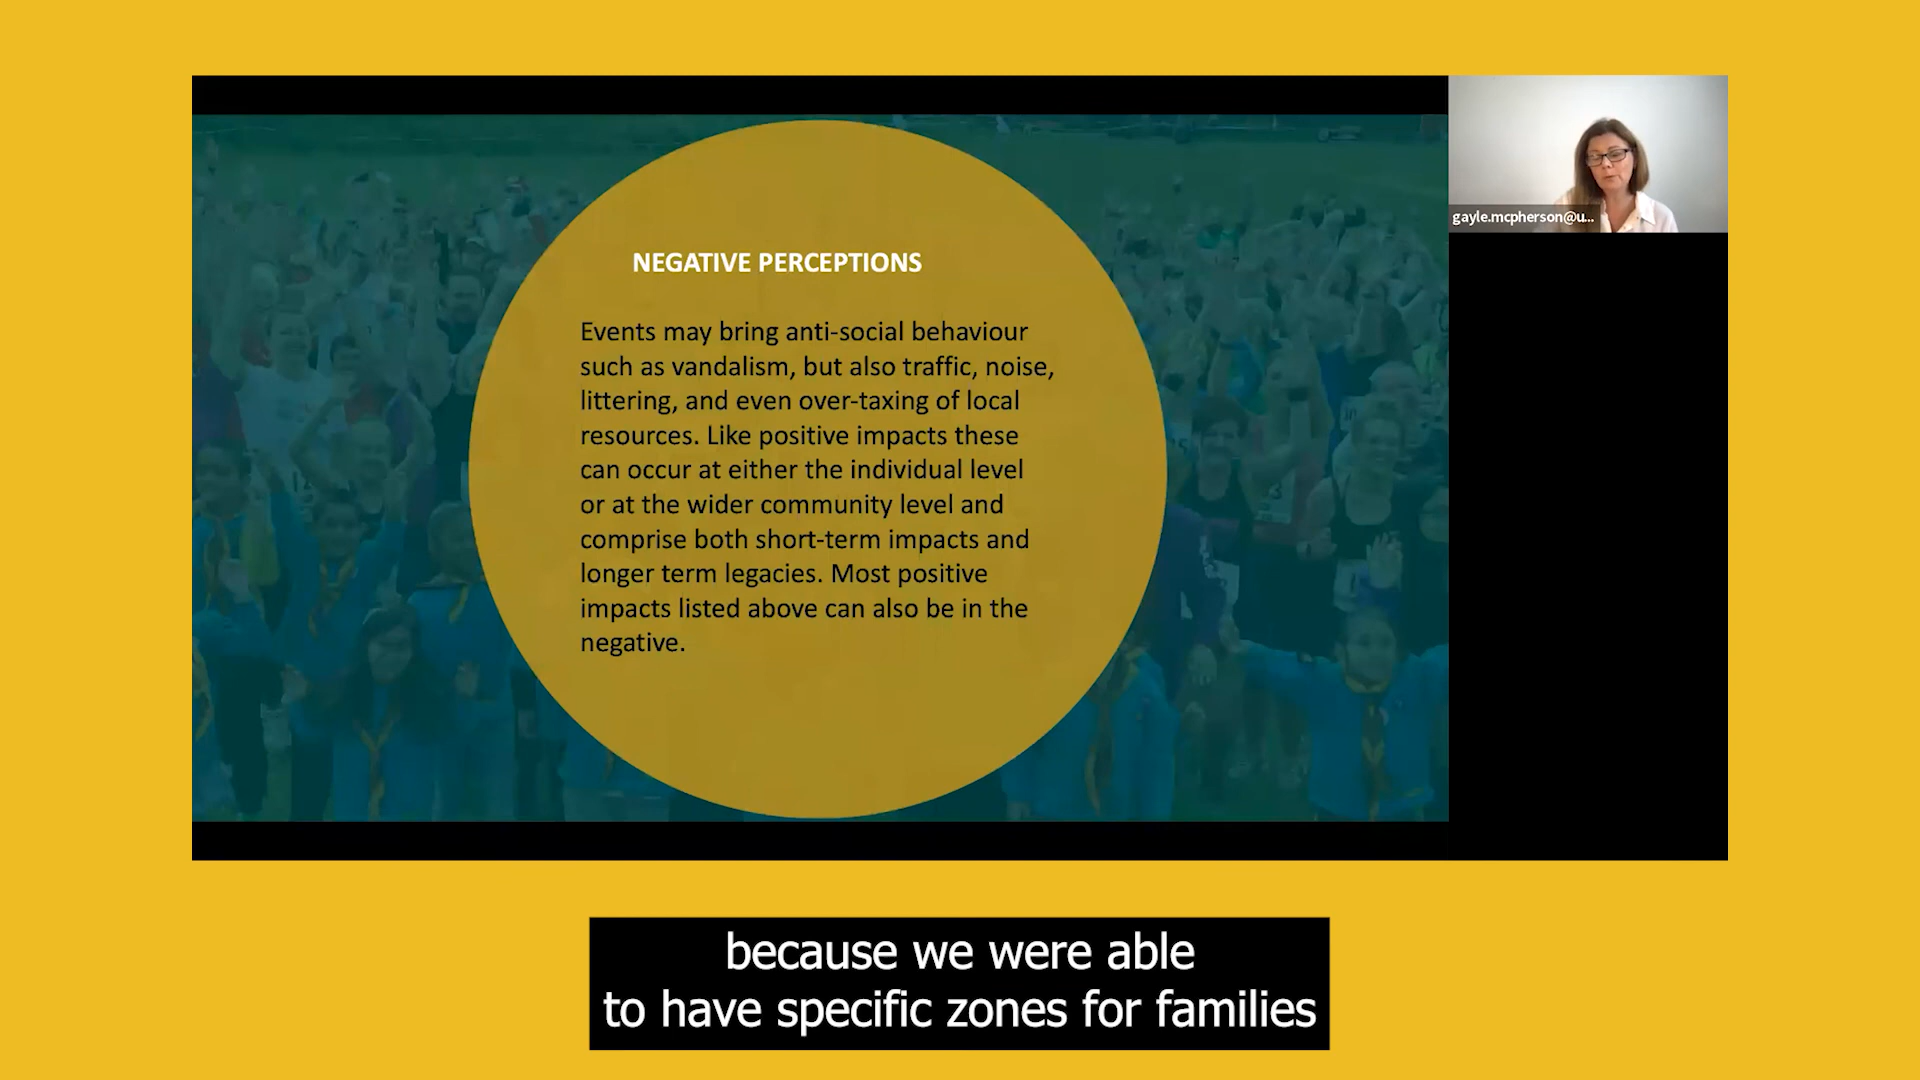 NEGATIVE PERCEPTIONS
Events may bring anti-social behaviour
such as vandalism, but also traffic, noise,
littering, and even over-taxing of local
resources. Like positive impacts these
can occur at either the individual level
or at the wider community level and
comprise both short-term impacts and
longer term legacies. Most positive
impacts listed above can also be in the
negative.
gayle.mcpherson@u...
because we were able
to have specific zones for families